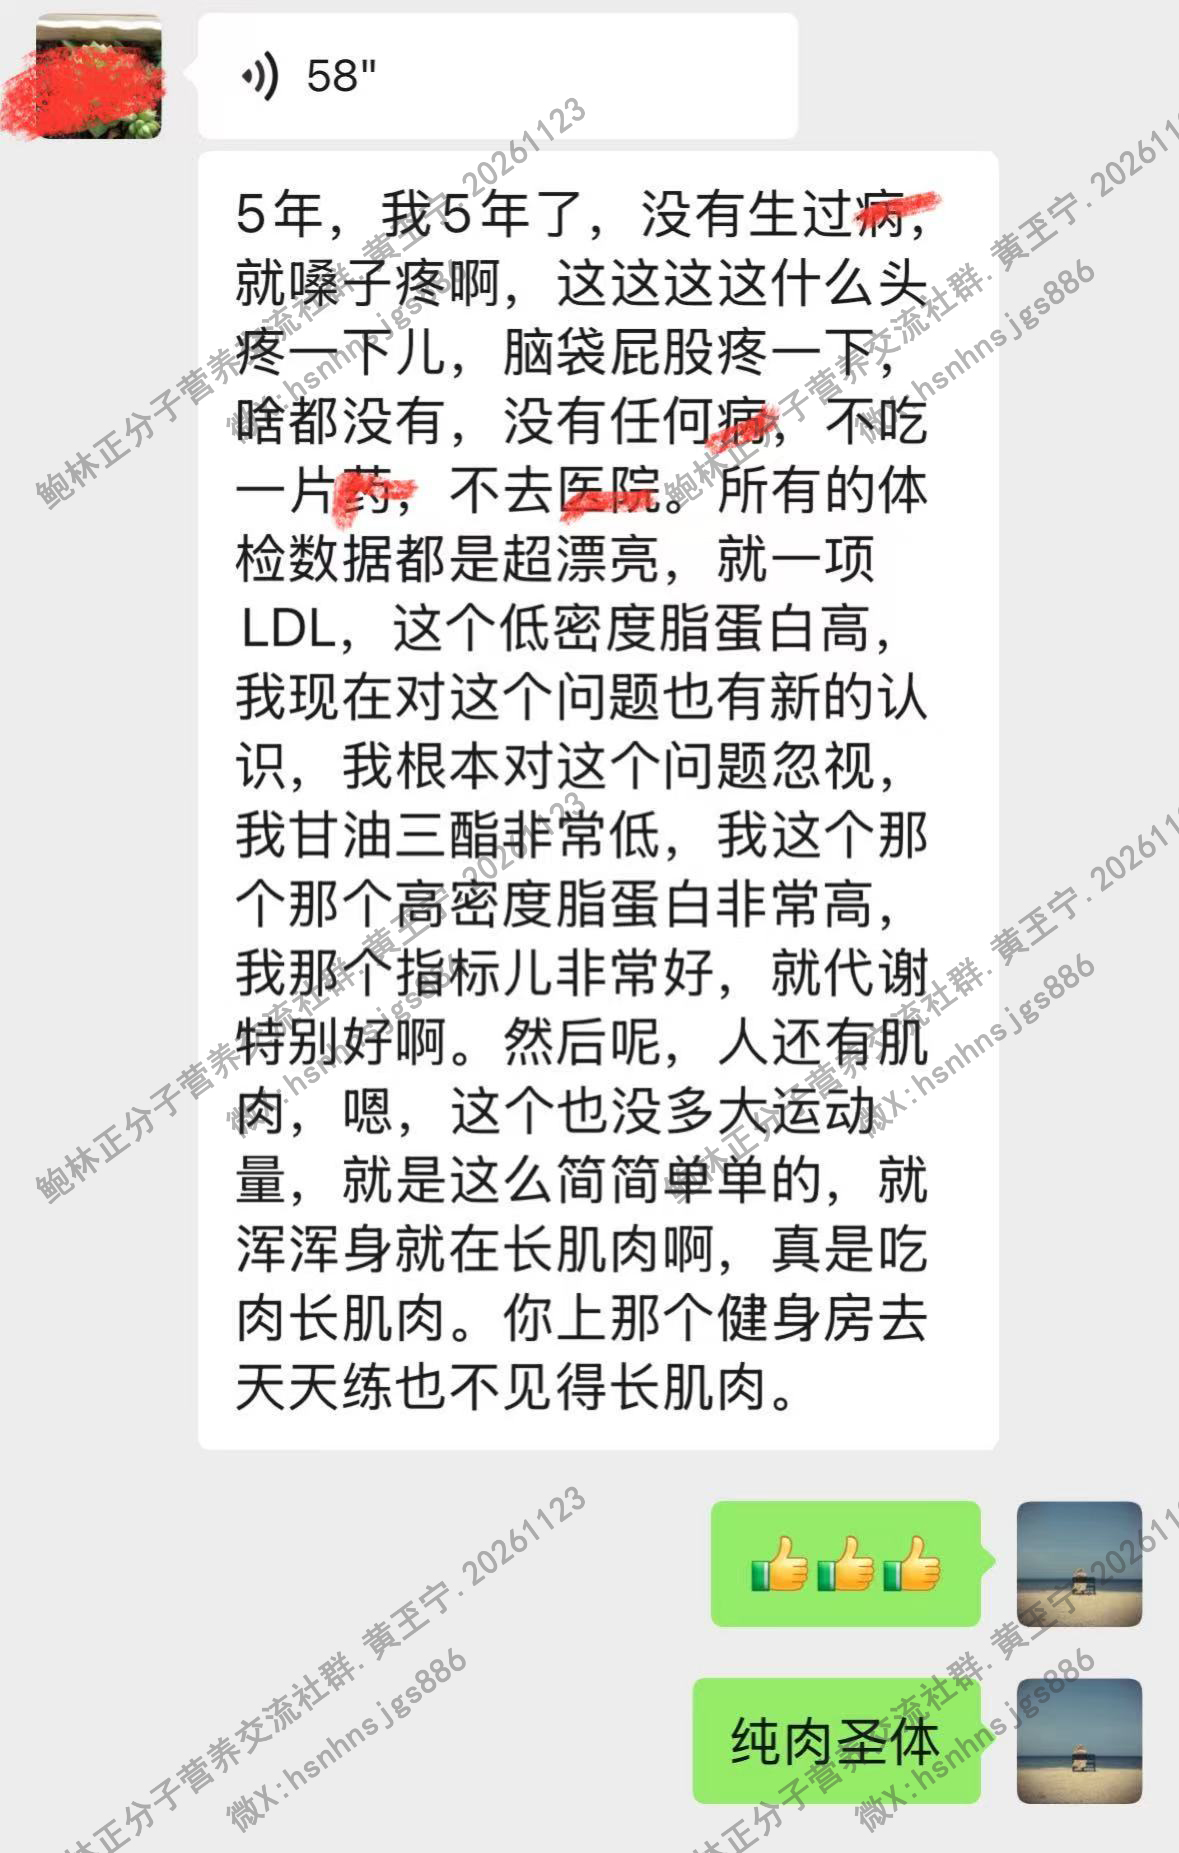 58"
5年，我5年了，没有生过病，
就嗓子疼啊，这这这这什么头
疼一下儿，脑袋屁股疼一下，
啥都没有，没有任何病，不吃
一片药，不去医院。所有的体
检数据都是超漂亮，就一项
LDL，这个低密度脂蛋白高，
我现在对这个问题也有新的认
识，我根本对这个问题忽视，
我甘油三酯非常低，我这个那
个那个高密度脂蛋白非常高，
我那个指标儿非常好，就代谢
特别好啊。然后呢，人还有肌
肉，嗯，这个也没多大运动
量，就是这么简简单单的，就
浑浑身就在长肌肉啊，真是吃
肉长肌肉。你上那个健身房去
天天练也不见得长肌肉。
👍👍👍
纯肉圣体
鲍林正分子营养交流社群.黄玊宁.20261123
微X:hsnhnsjgs886